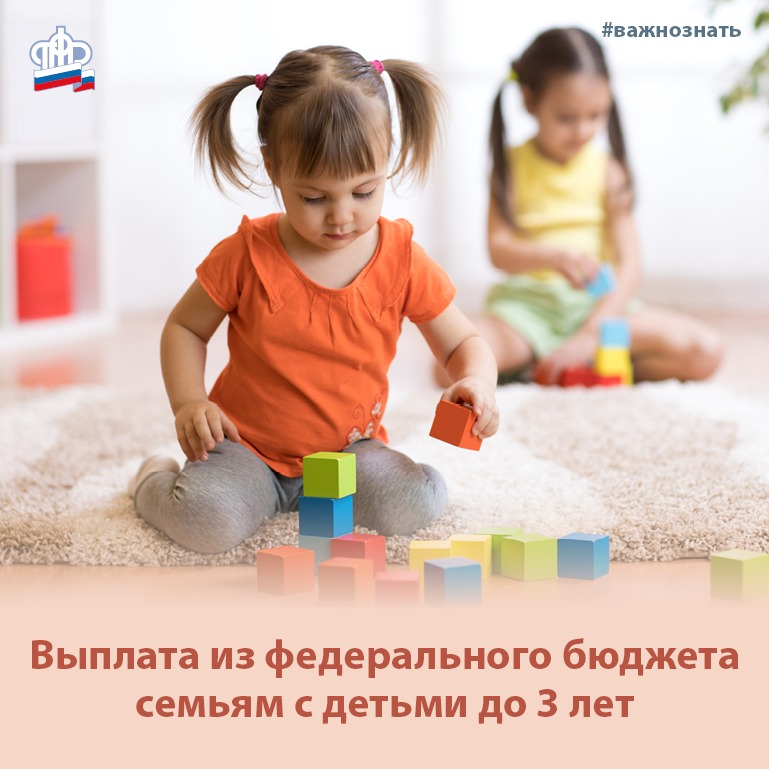 #важнознать
Выплата из федерального бюджета
семьям с детьми до 3 лет